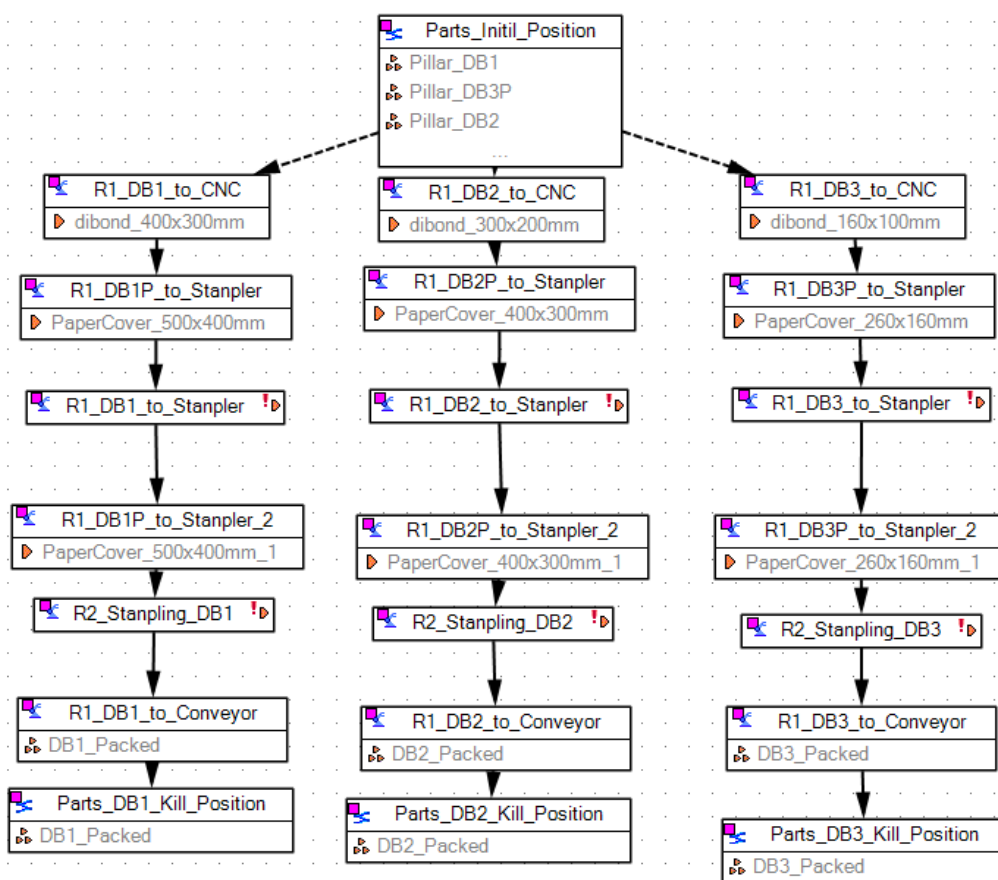 Parts_Initil_Position
Pillar_DB1
Pillar_DB3P
Pillar_DB2
...
R1_DB1_to_CNC
dibond_400x300mm
R1_DB2_to_CNC
dibond_300x200mm
R1_DB3_to_CNC
dibond_160x100mm
R1_DB1P_to_Stanpler
PaperCover_500x400mm
R1_DB2P_to_Stanpler
PaperCover_400x300mm
R1_DB3P_to_Stanpler
PaperCover_260x160mm
R1_DB1_to_Stanpler !
R1_DB2_to_Stanpler !
R1_DB3_to_Stanpler !
R1_DB1P_to_Stanpler_2
PaperCover_500x400mm_1
R1_DB2P_to_Stanpler_2
PaperCover_400x300mm_1
R1_DB3P_to_Stanpler_2
PaperCover_260x160mm_1
R2_Stanpling_DB1 !
R2_Stanpling_DB2 !
R2_Stanpling_DB3 !
R1_DB1_to_Conveyor
DB1_Packed
R1_DB2_to_Conveyor
DB2_Packed
R1_DB3_to_Conveyor
DB3_Packed
Parts_DB1_Kill_Position
DB1_Packed
Parts_DB2_Kill_Position
DB2_Packed
Parts_DB3_Kill_Position
DB3_Packed